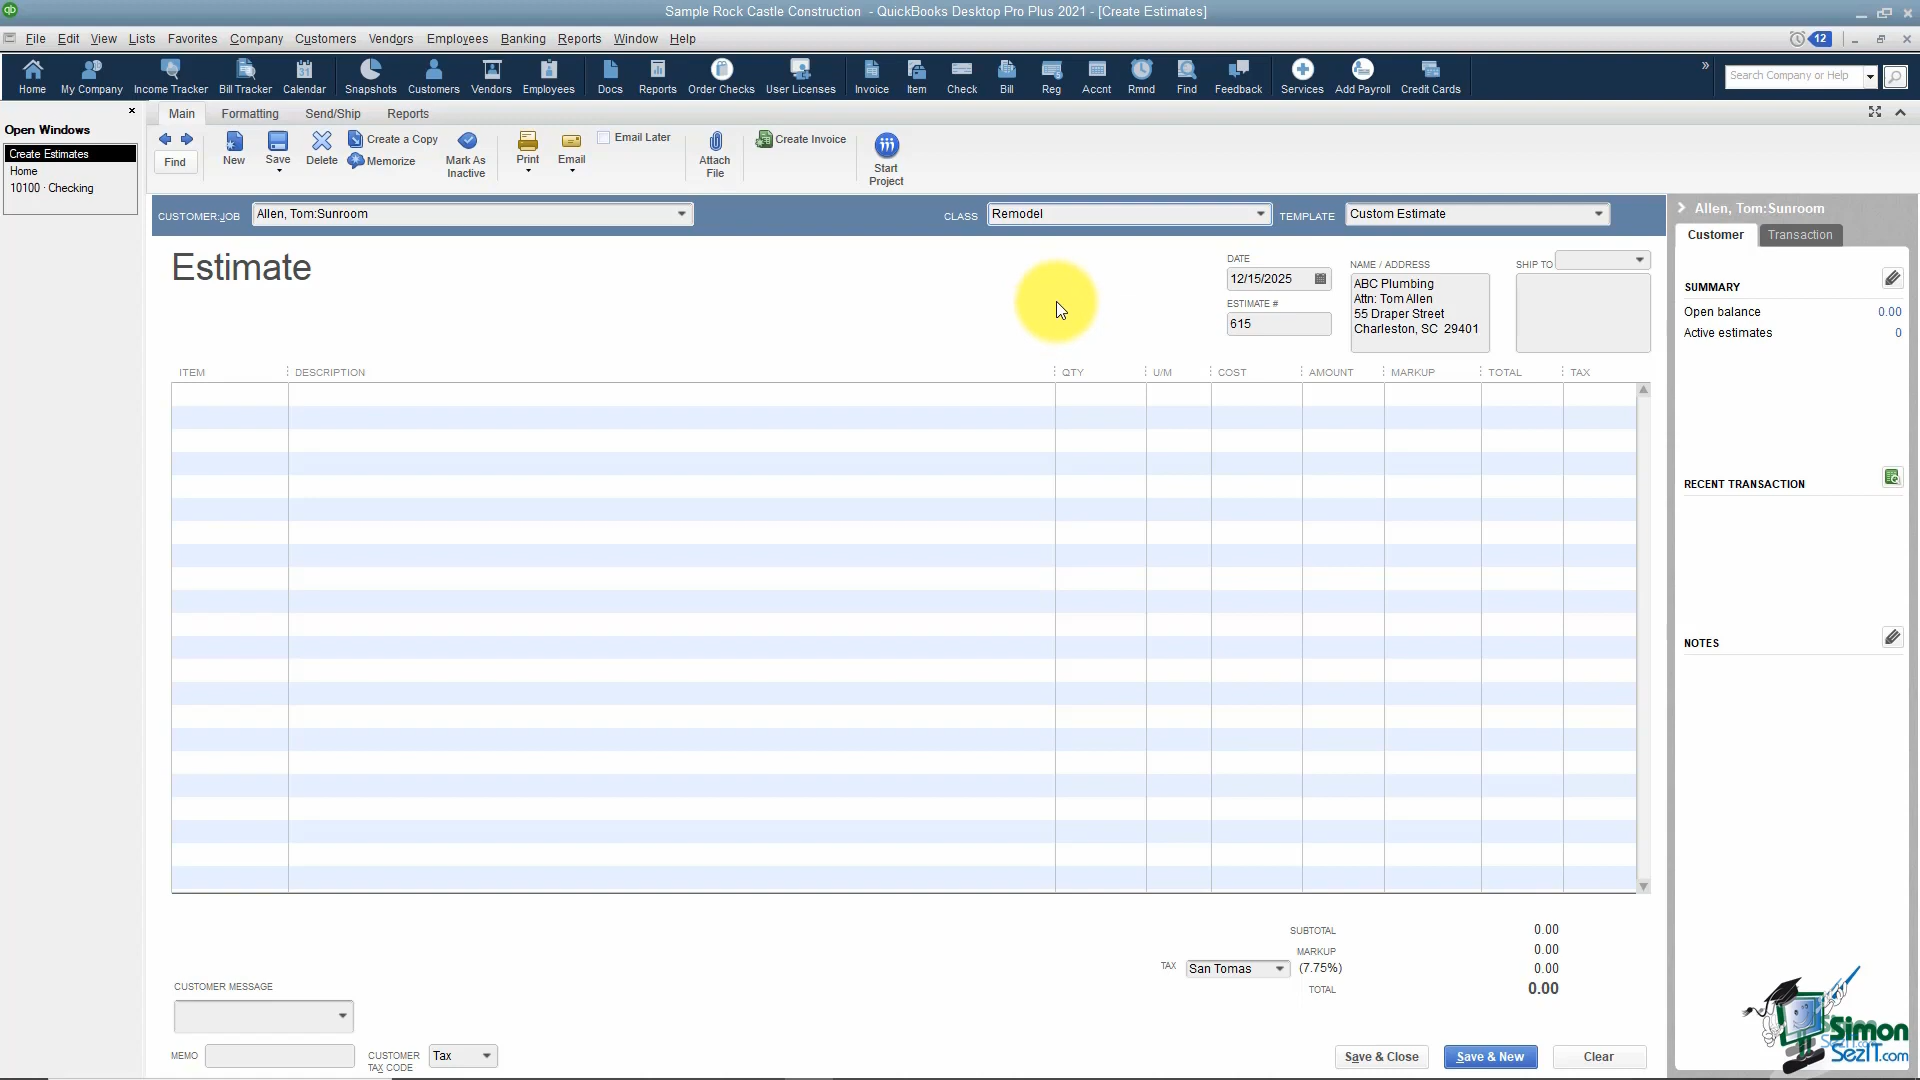 Sample Rock Castle Construction - QuickBooks Desktop Pro Plus 2021 - [Create Estimates]
File Edit View Lists Favorites Company Customers Vendors Employees Banking Reports Window Help
12
Home My Company Income Tracker Bill Tracker Calendar Snapshots Customers Vendors Employees Docs Reports Order Checks User Licenses Invoice Item Check Bill Reg Accnt Rmnd Find Feedback Services Add Payroll Credit Cards
Search Company or Help
Open Windows
Create Estimates
Home
10100 · Checking
Main Formatting Send/Ship Reports
Find
New
Save
Delete
Create a Copy
Memorize
Mark As
Inactive
Print
Email
Email Later
Attach
File
Create Invoice
Start
Project
CUSTOMER:JOB Allen, Tom:Sunroom CLASS Remodel TEMPLATE Custom Estimate
Estimate
DATE
12/15/2025
ESTIMATE #
615
NAME / ADDRESS
ABC Plumbing
Attn: Tom Allen
55 Draper Street
Charleston, SC 29401
SHIP TO
ITEM DESCRIPTION QTY U/M COST AMOUNT MARKUP TOTAL TAX
SUBTOTAL 0.00
MARKUP 0.00
TAX San Tomas (7.75%) 0.00
TOTAL 0.00
CUSTOMER MESSAGE
MEMO
CUSTOMER
TAX CODE
Tax
Save & Close Save & New Clear
Allen, Tom:Sunroom
Customer Transaction
SUMMARY
Open balance 0.00
Active estimates 0
RECENT TRANSACTION
NOTES
Simon
SezIT.com